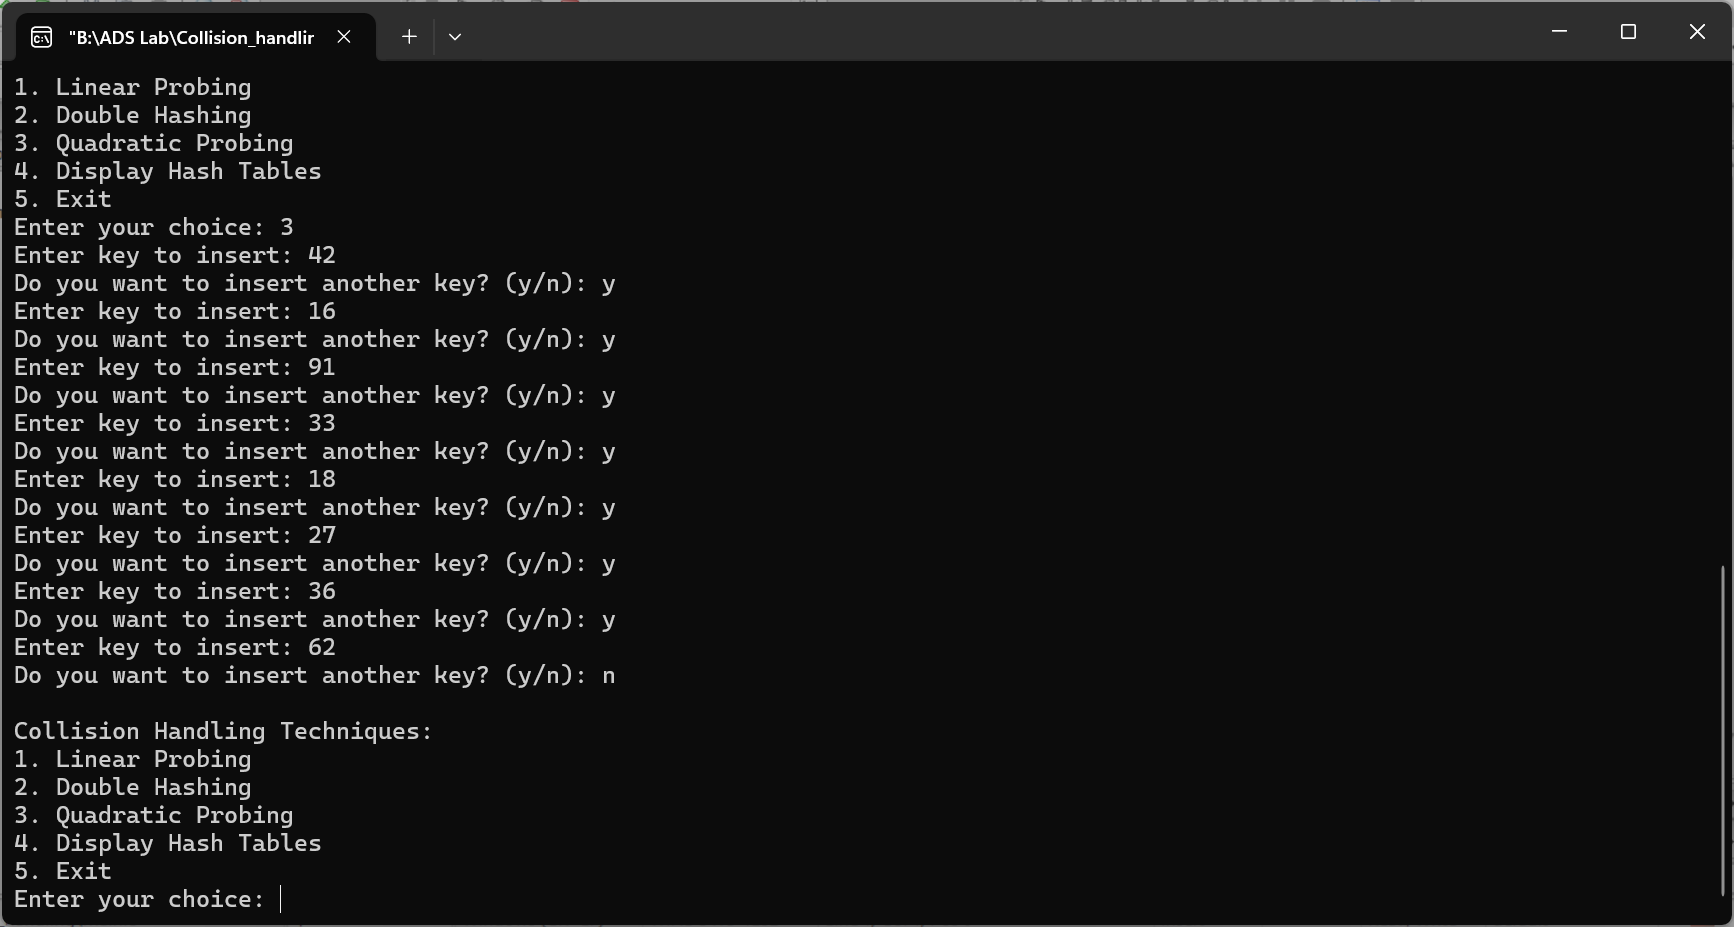 "B:\ADS Lab\Collision_handlir
1. Linear Probing
2. Double Hashing
3. Quadratic Probing
4. Display Hash Tables
5. Exit
Enter your choice: 3
Enter key to insert: 42
Do you want to insert another key? (y/n): y
Enter key to insert: 16
Do you want to insert another key? (y/n): y
Enter key to insert: 91
Do you want to insert another key? (y/n): y
Enter key to insert: 33
Do you want to insert another key? (y/n): y
Enter key to insert: 18
Do you want to insert another key? (y/n): y
Enter key to insert: 27
Do you want to insert another key? (y/n): y
Enter key to insert: 36
Do you want to insert another key? (y/n): y
Enter key to insert: 62
Do you want to insert another key? (y/n): n

Collision Handling Techniques:
1. Linear Probing
2. Double Hashing
3. Quadratic Probing
4. Display Hash Tables
5. Exit
Enter your choice: